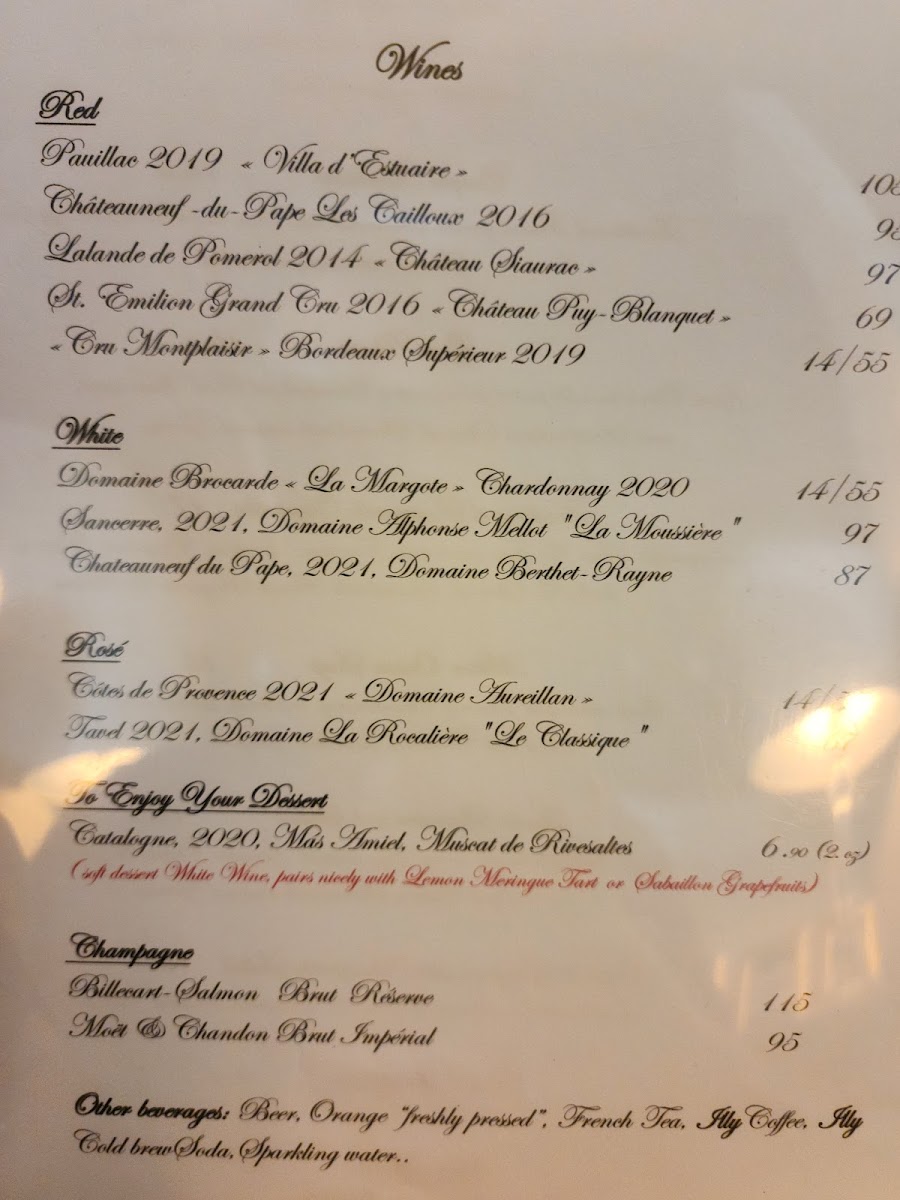 Wines
Red
Pauillac 2019 « Villa d'Estuaire »
Châteauneuf -du-Pape Les Cailloux 2016
Lalande de Pomerol 2014 «Château Siaurac » 97
St. Emilion Grand Cru 2016 «Château Puy-Blanquet » 69
«Cru Montplaisir » Bordeaux Supérieur 2019 14/55
White
Domaine Brocarde « La Margote » Chardonnay 2020 14/55
Sancerre, 2021, Domaine Alphonse Mellot "La Moussière " 97
Chateauneuf du Pape, 2021, Domaine Berthet-Rayne 87
Rosé
Côtes de Provence 2021 « Domaine Aureillan »
Tavel 2021, Domaine La Rocalière "Le Classique "
To Enjoy Your Dessert
Catalogne, 2020, Mas Amiel, Muscat de Rivesaltes 6.90 (2.oz)
(soft dessert White Wine, pairs nicely with Lemon Meringue Tart or Sabaillon Grapefruits)
Champagne
Billecart-Salmon Brut Réserve 115
Moët & Chandon Brut Impérial 95
Other beverages: Beer, Orange "freshly pressed", French Tea, Illy Coffee, Illy
Cold brew Soda, Sparkling water..